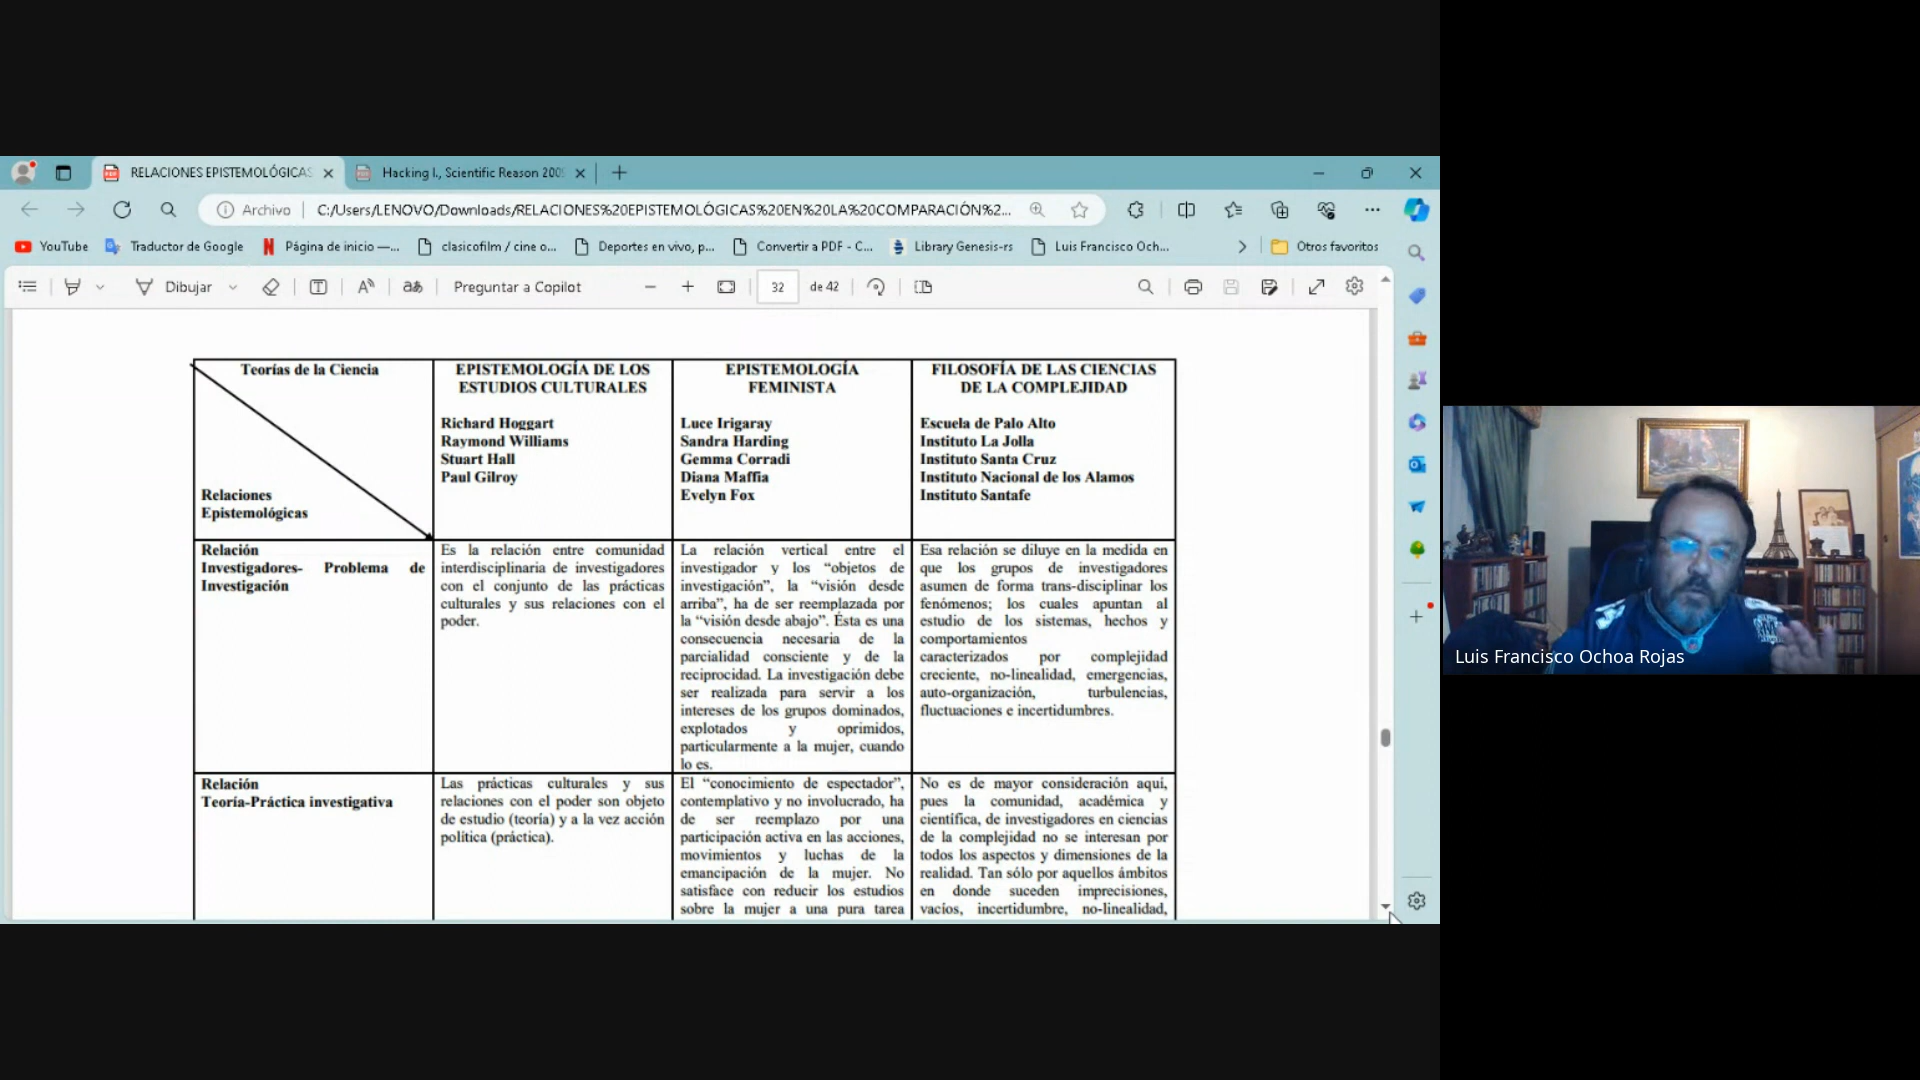 RELACIONES EPISTEMOLÓGICAS
Hacking I., Scientific Reason 200
Archivo
C:/Users/LENOVO/Downloads/RELACIONES%20EPISTEMOLÓGICAS%20EN%20LA%20COMPARACIÓN%2...
YouTube
Traductor de Google
Página de inicio —...
clasicofilm / cine o...
Deportes en vivo, p...
Convertir a PDF - C...
Library Genesis-rs
Luis Francisco Och...
Otros favoritos
Dibujar
Preguntar a Copilot
32
de 42
Teorías de la Ciencia
Relaciones
Epistemológicas
EPISTEMOLOGÍA DE LOS
ESTUDIOS CULTURALES
Richard Hoggart
Raymond Williams
Stuart Hall
Paul Gilroy
EPISTEMOLOGÍA
FEMINISTA
Luce Irigaray
Sandra Harding
Gemma Corradi
Diana Maffia
Evelyn Fox
FILOSOFÍA DE LAS CIENCIAS
DE LA COMPLEJIDAD
Escuela de Palo Alto
Instituto La Jolla
Instituto Santa Cruz
Instituto Nacional de los Alamos
Instituto Santafe
Relación
Investigadores- Problema de
Investigación
Es la relación entre comunidad
interdisciplinaria de investigadores
con el conjunto de las prácticas
culturales y sus relaciones con el
poder.
La relación vertical entre el
investigador y los “objetos de
investigación”, la “visión desde
arriba”, ha de ser reemplazada por
la “visión desde abajo”. Ésta es una
consecuencia necesaria de la
parcialidad consciente y de la
reciprocidad. La investigación debe
ser realizada para servir a los
intereses de los grupos dominados,
explotados y oprimidos,
particularmente a la mujer, cuando
lo es.
Esa relación se diluye en la medida en
que los grupos de investigadores
asumen de forma trans-disciplinar los
fenómenos; los cuales apuntan al
estudio de los sistemas, hechos y
comportamientos
caracterizados por complejidad
creciente, no-linealidad, emergencias,
auto-organización, turbulencias,
fluctuaciones e incertidumbres.
Relación
Teoría-Práctica investigativa
Las prácticas culturales y sus
relaciones con el poder son objeto
de estudio (teoría) y a la vez acción
política (práctica).
El “conocimiento de espectador”,
contemplativo y no involucrado, ha
de ser reemplazo por una
participación activa en las acciones,
movimientos y luchas de la
emancipación de la mujer. No
satisface con reducir los estudios
sobre la mujer a una pura tarea
No es de mayor consideración aquí,
pues la comunidad, académica y
científica, de investigadores en ciencias
de la complejidad no se interesan por
todos los aspectos y dimensiones de la
realidad. Tan sólo por aquellos ámbitos
en donde suceden imprecisiones,
vacíos, incertidumbre, no-linealidad,
Luis Francisco Ochoa Rojas